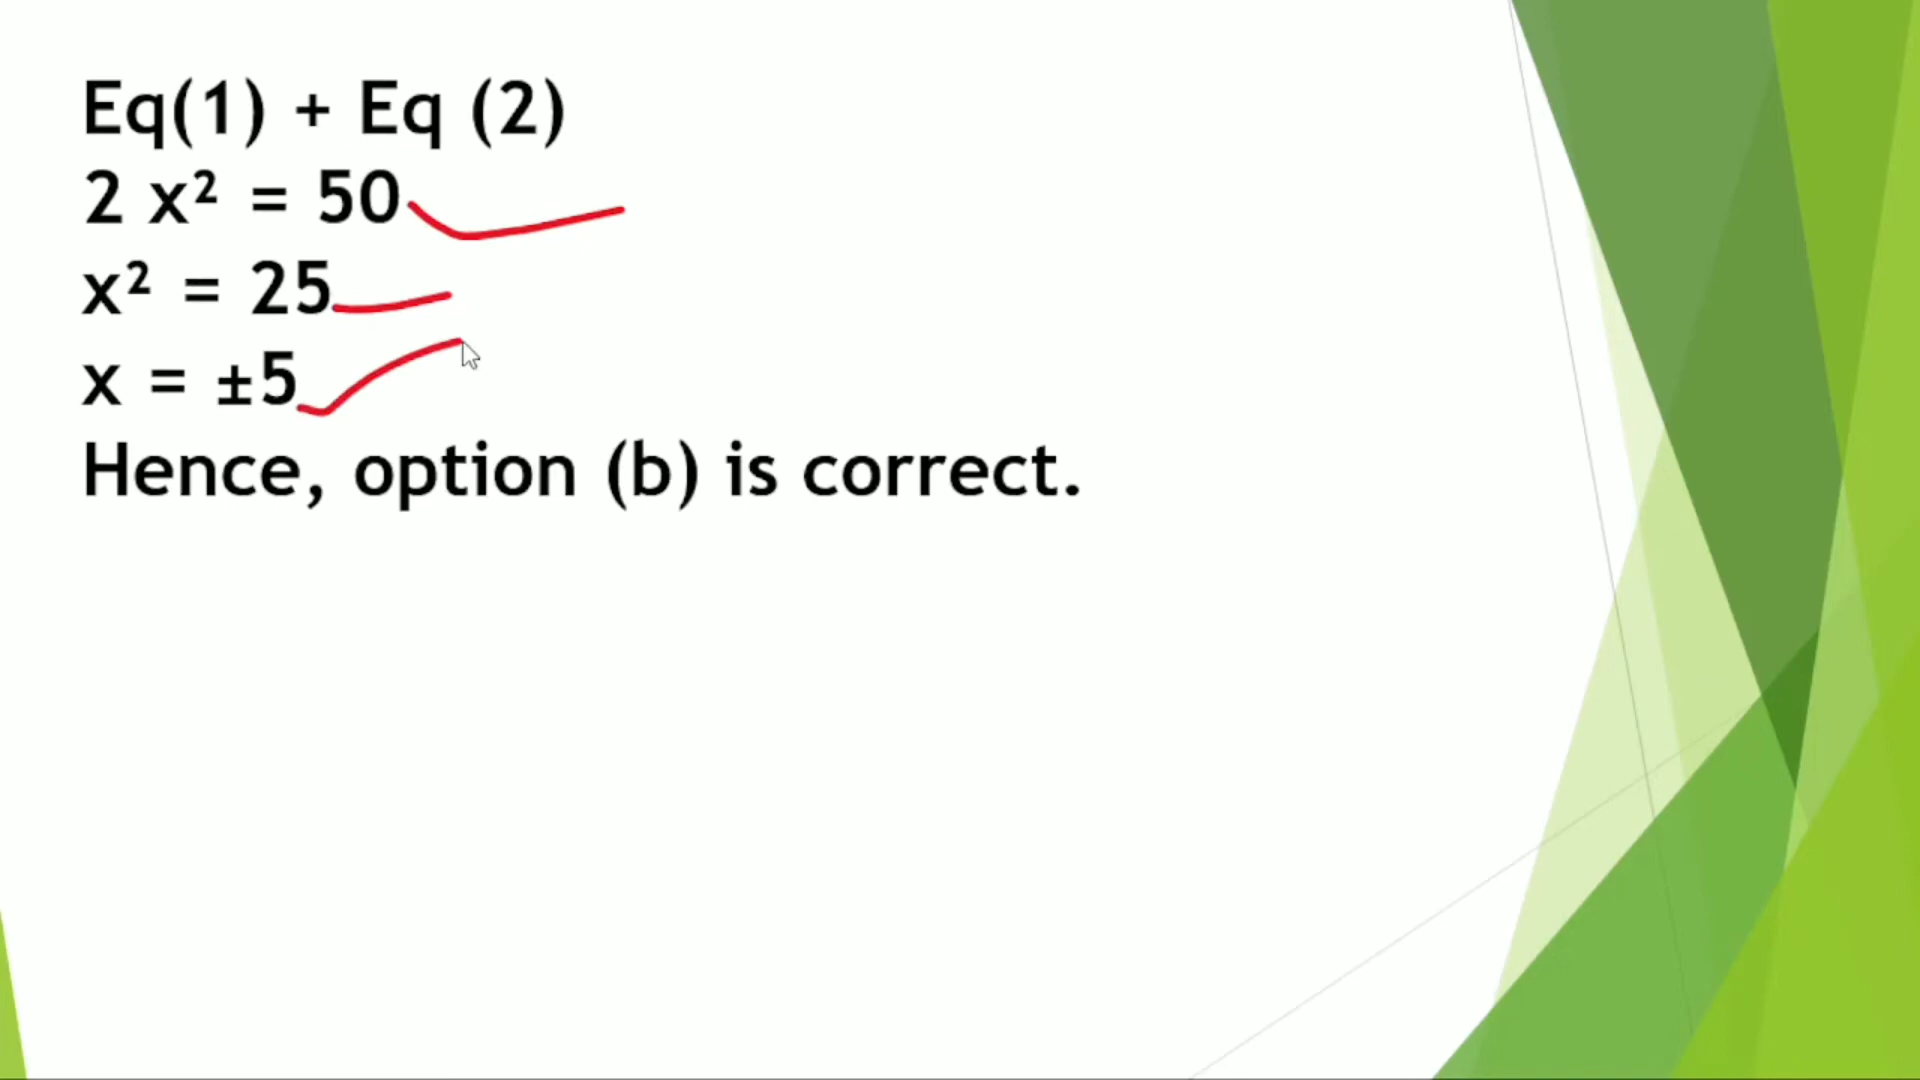 Eq(1) + Eq (2)
2 x² = 50
x² = 25
x = ±5
Hence, option (b) is correct.